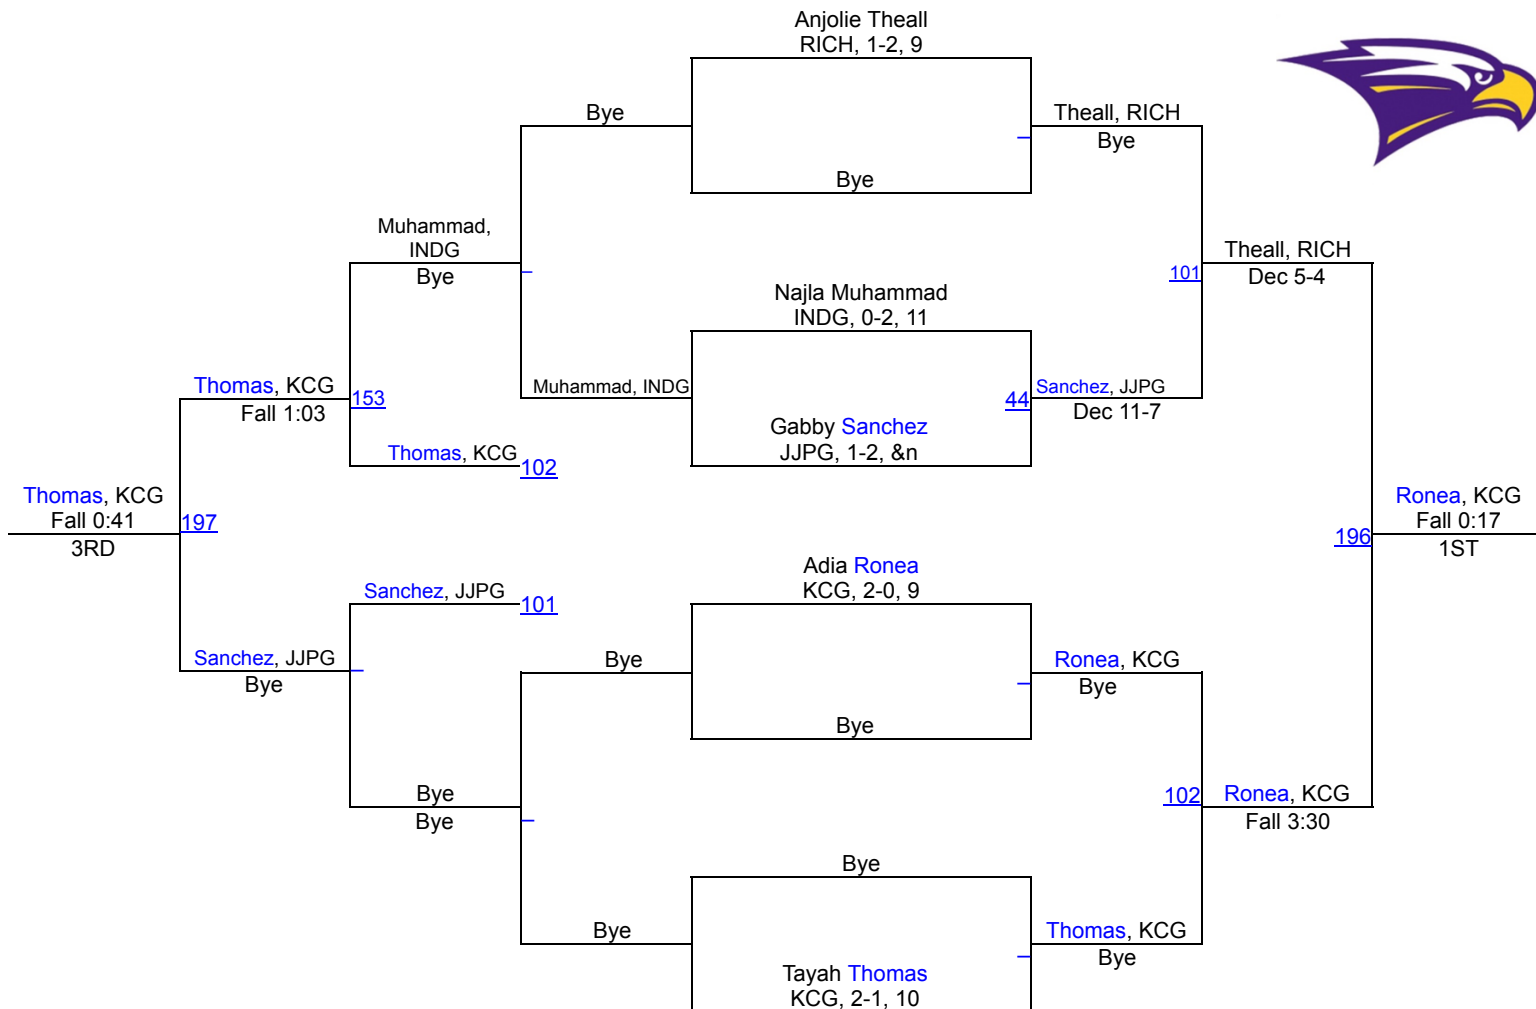 Anjolie Theall
RICH, 1-2, 9
Bye
Theall, RICH
Bye
Bye
Muhammad,
INDG
Bye
Theall, RICH
Dec 5-4
101
Najla Muhammad
INDG, 0-2, 11
Thomas, KCG
Fall 1:03
153
Muhammad, INDG
44
Sanchez, JJPG
Dec 11-7
Gabby Sanchez
JJPG, 1-2, &n
Thomas, KCG
102
Thomas, KCG
Fall 0:41
3RD
197
196
Ronea, KCG
Fall 0:17
1ST
Adia Ronea
KCG, 2-0, 9
Sanchez, JJPG
101
Sanchez, JJPG
Bye
Bye
Ronea, KCG
Bye
Bye
Bye
Bye
102
Ronea, KCG
Fall 3:30
Bye
Bye
Thomas, KCG
Bye
Tayah Thomas
KCG, 2-1, 10